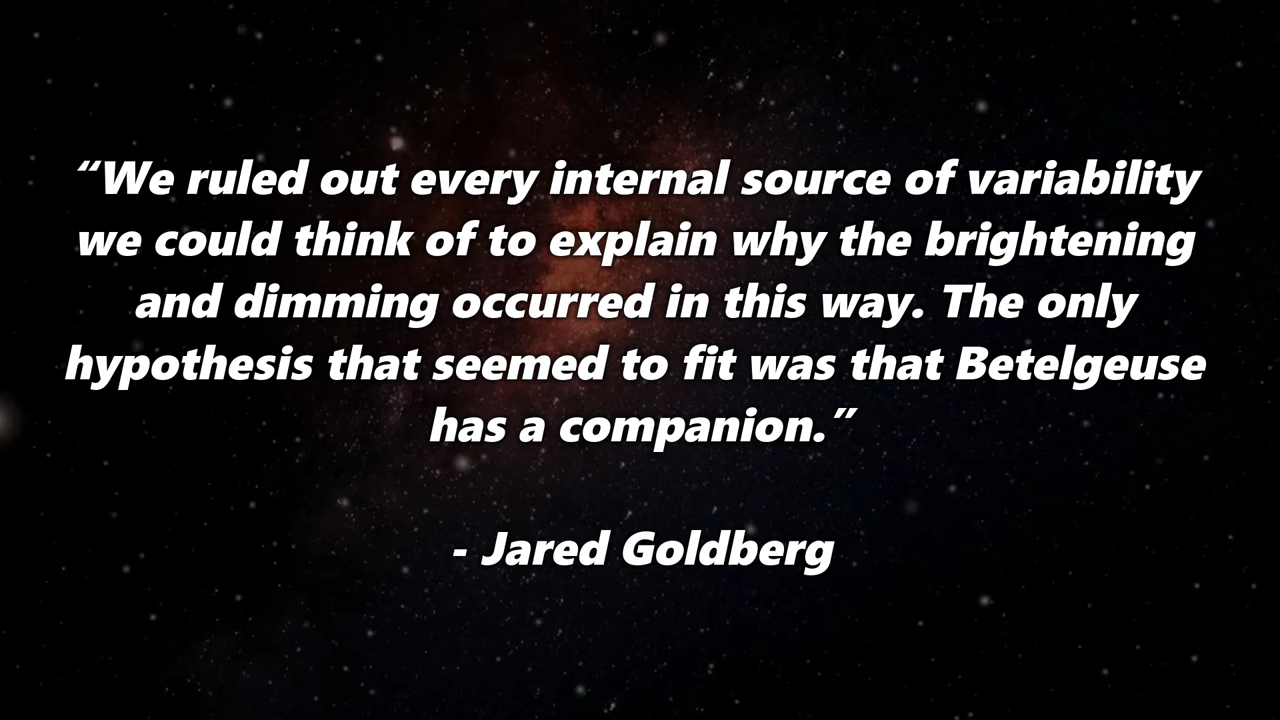 “We ruled out every internal source of variability
we could think of to explain why the brightening
and dimming occurred in this way. The only
hypothesis that seemed to fit was that Betelgeuse
has a companion.”
- Jared Goldberg